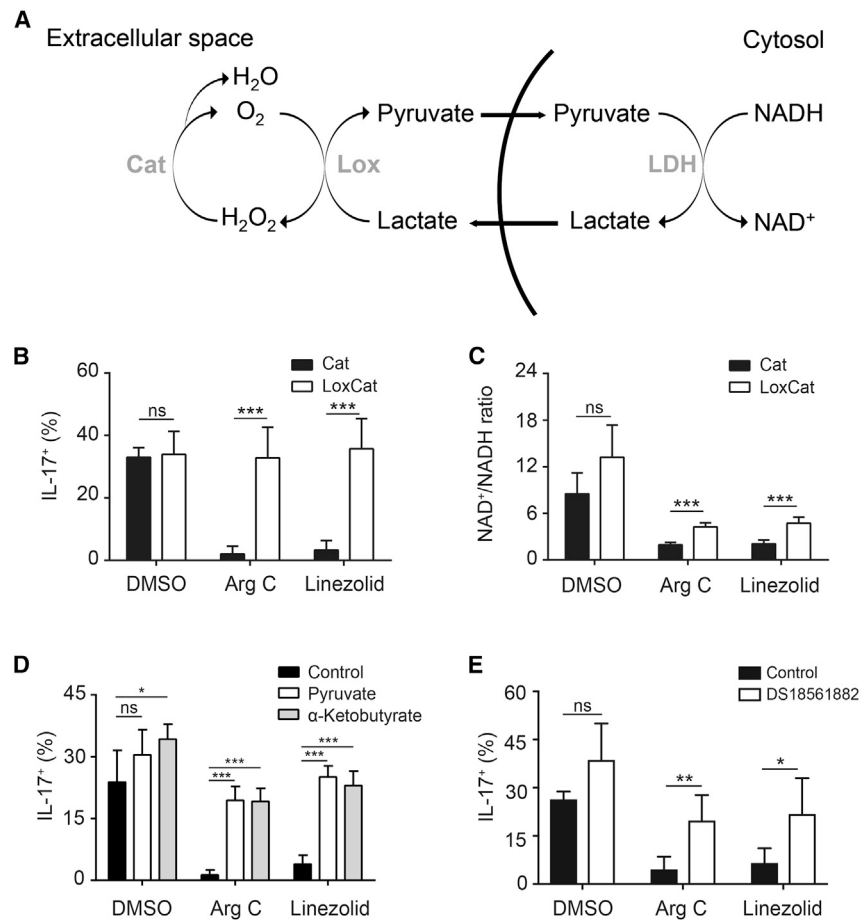 A
Extracellular space
Cytosol
H₂O
O₂
Pyruvate
Pyruvate
NADH
Cat
Lox
LDH
H₂O₂
Lactate
Lactate
NAD⁺
B
60
40
20
0
IL-17⁺ (%)
Cat
LoxCat
ns
***
***
DMSO
Arg C
Linezolid
C
24
18
12
6
0
NAD⁺/NADH ratio
Cat
LoxCat
ns
***
***
DMSO
Arg C
Linezolid
D
45
30
15
0
IL-17⁺ (%)
Control
Pyruvate
α-Ketobutyrate
*
ns
***
***
***
***
DMSO
Arg C
Linezolid
E
60
45
30
15
0
IL-17⁺ (%)
Control
DS18561882
ns
**
*
DMSO
Arg C
Linezolid